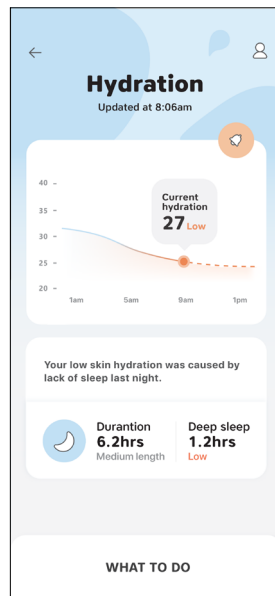 Hydration
Updated at 8:06am
40
35
30
25
20
Current
hydration
27 Low
1am 5am 9am 1pm
Your low skin hydration was caused by
lack of sleep last night.
Durantion
6.2hrs
Medium length
Deep sleep
1.2hrs
Low
WHAT TO DO